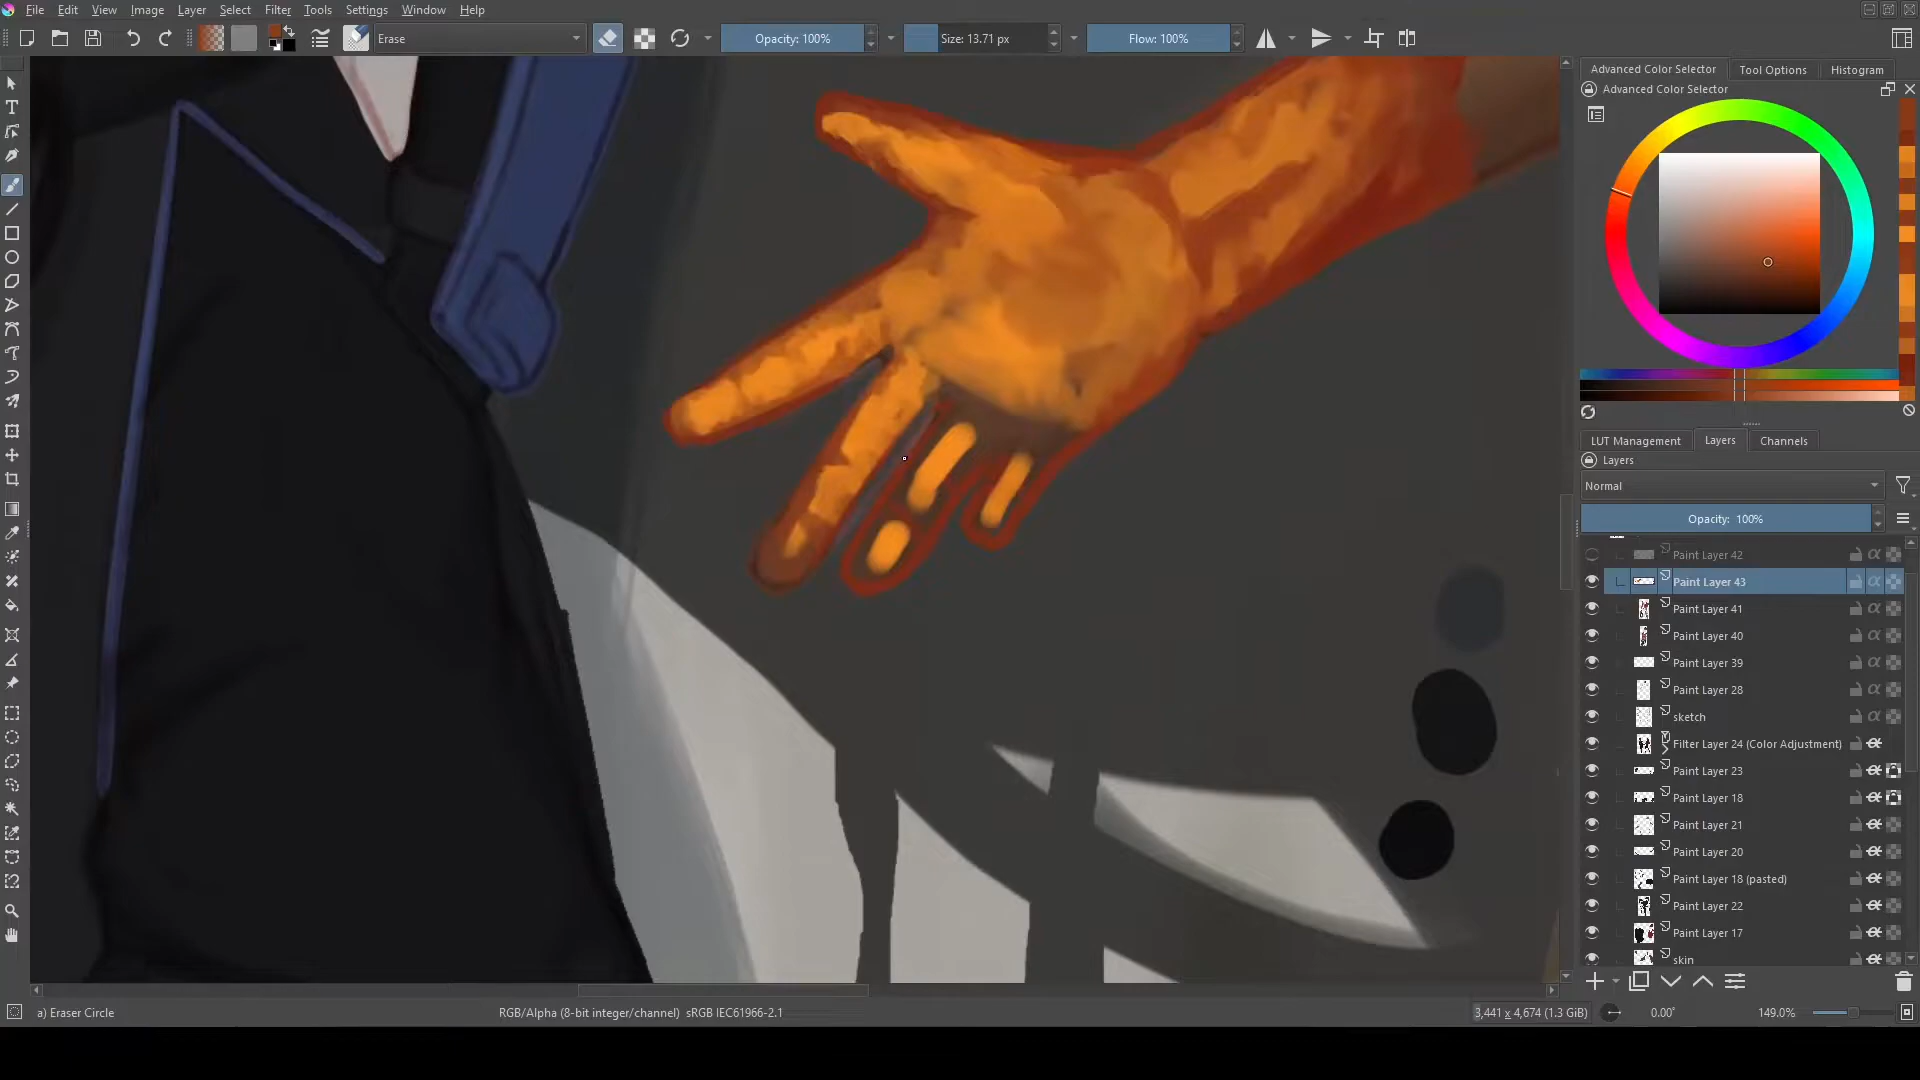 File Edit View Image Layer Select Filter Tools Settings Window Help
Erase Opacity: 100% Size: 13.71 px Flow: 100%
Advanced Color Selector Tool Options Histogram
Advanced Color Selector
LUT Management Layers Channels
Layers
Normal
Opacity: 100%
Paint Layer 42
Paint Layer 43
Paint Layer 41
Paint Layer 40
Paint Layer 39
Paint Layer 28
sketch
Filter Layer 24 (Color Adjustment)
Paint Layer 23
Paint Layer 18
Paint Layer 21
Paint Layer 20
Paint Layer 18 (pasted)
Paint Layer 22
Paint Layer 17
skin
a) Eraser Circle RGB/Alpha (8-bit integer/channel) sRGB IEC61966-2.1 3,441 x 4,674 (1.3 GiB) 0.00° 149.0%